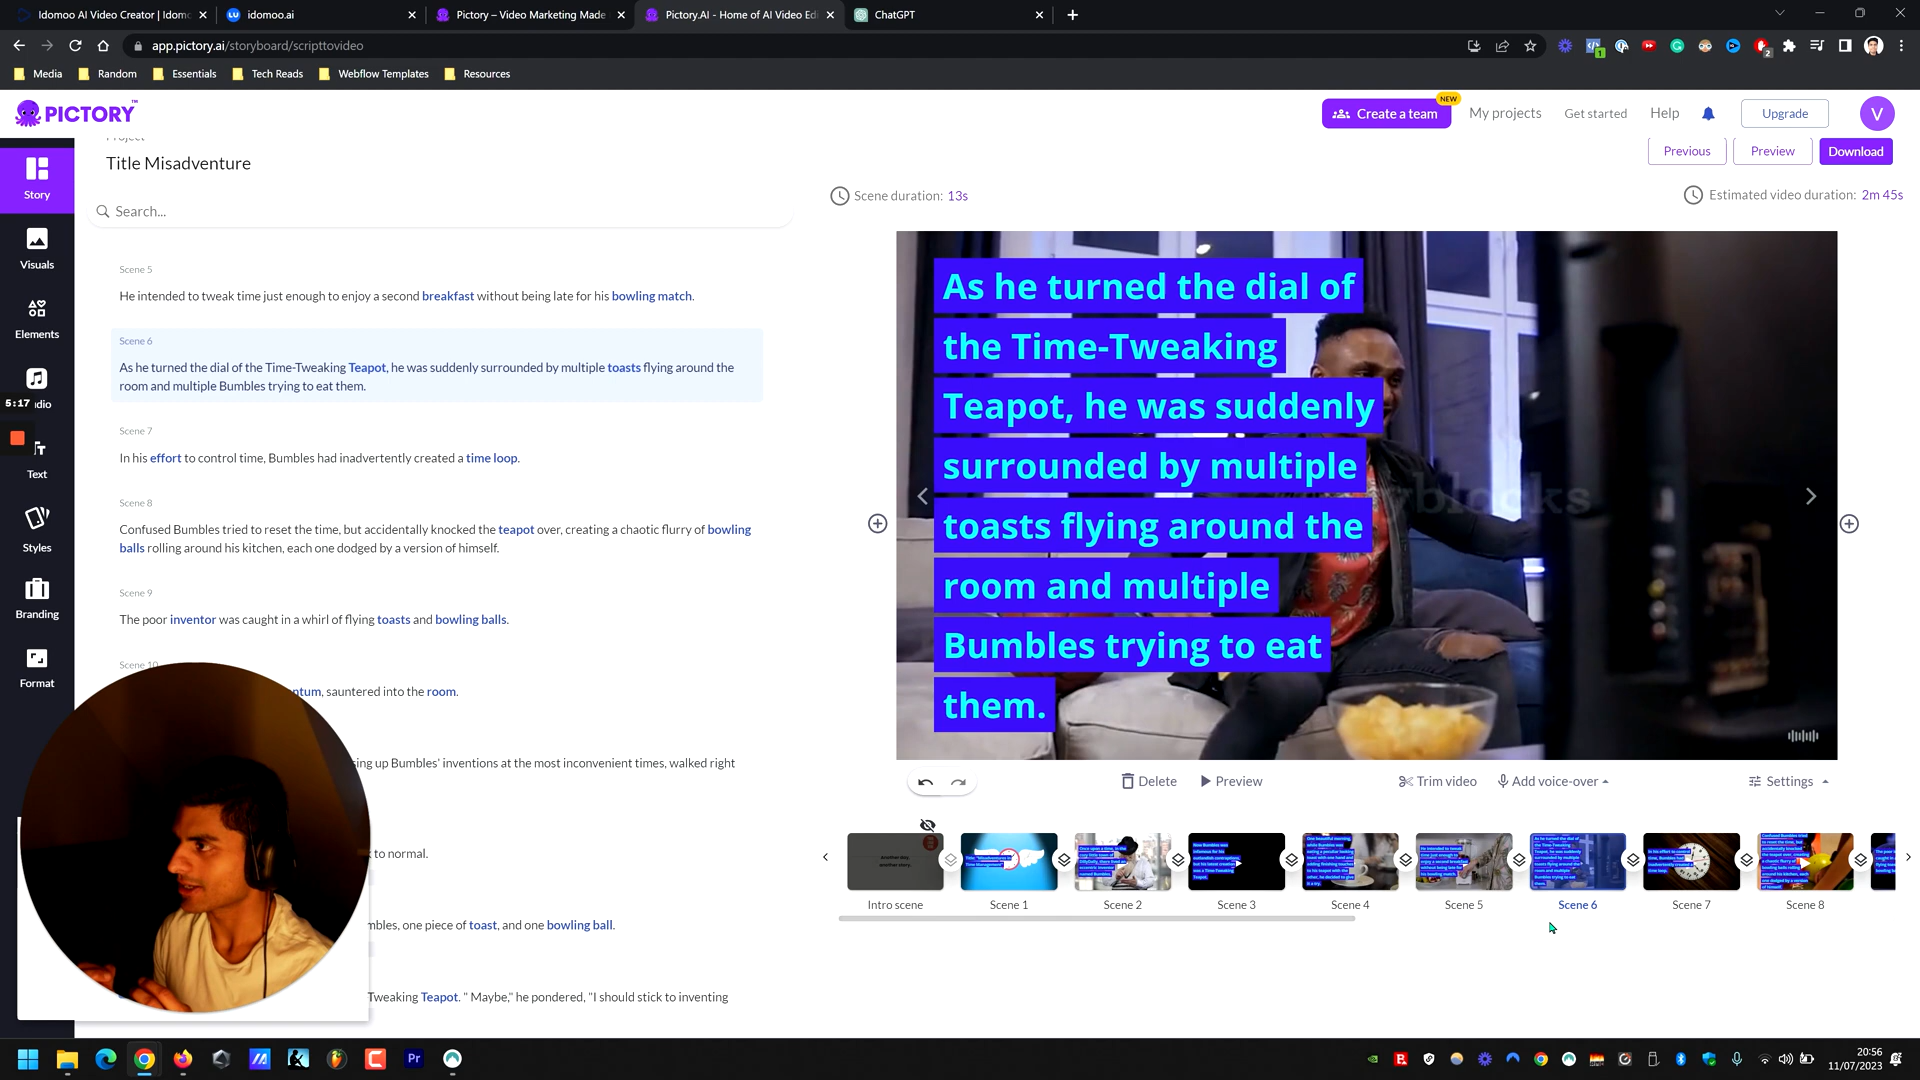 Idomoo AI Video Creator | Idomo
idomoo.ai
Pictory – Video Marketing Made
Pictory.AI - Home of AI Video Edi
ChatGPT
app.pictory.ai/storyboard/scripttovideo
Media
Random
Essentials
Tech Reads
Webflow Templates
Resources
PICTORY
Create a team
NEW
My projects
Get started
Help
Upgrade
V
Project
Title Misadventure
Previous
Preview
Download
Story
Visuals
Elements
5:17
dio
Text
Styles
Branding
Format
Search...
Scene duration: 13s
Estimated video duration: 2m 45s
Scene 5
He intended to tweak time just enough to enjoy a second breakfast without being late for his bowling match.
Scene 6
As he turned the dial of the Time-Tweaking Teapot, he was suddenly surrounded by multiple toasts flying around the
room and multiple Bumbles trying to eat them.
Scene 7
In his effort to control time, Bumbles had inadvertently created a time loop.
Scene 8
Confused Bumbles tried to reset the time, but accidentally knocked the teapot over, creating a chaotic flurry of bowling
balls rolling around his kitchen, each one dodged by a version of himself.
Scene 9
The poor inventor was caught in a whirl of flying toasts and bowling balls.
Scene 10
ntum, sauntered into the room.
sing up Bumbles' inventions at the most inconvenient times, walked right
to normal.
mbles, one piece of toast, and one bowling ball.
Tweaking Teapot. " Maybe," he pondered, "I should stick to inventing
As he turned the dial of
the Time-Tweaking
Teapot, he was suddenly
surrounded by multiple
toasts flying around the
room and multiple
Bumbles trying to eat
them.
Delete
Preview
Trim video
Add voice-over
Settings
Intro scene
Scene 1
Scene 2
Scene 3
Scene 4
Scene 5
Scene 6
Scene 7
Scene 8
20:56
11/07/2023